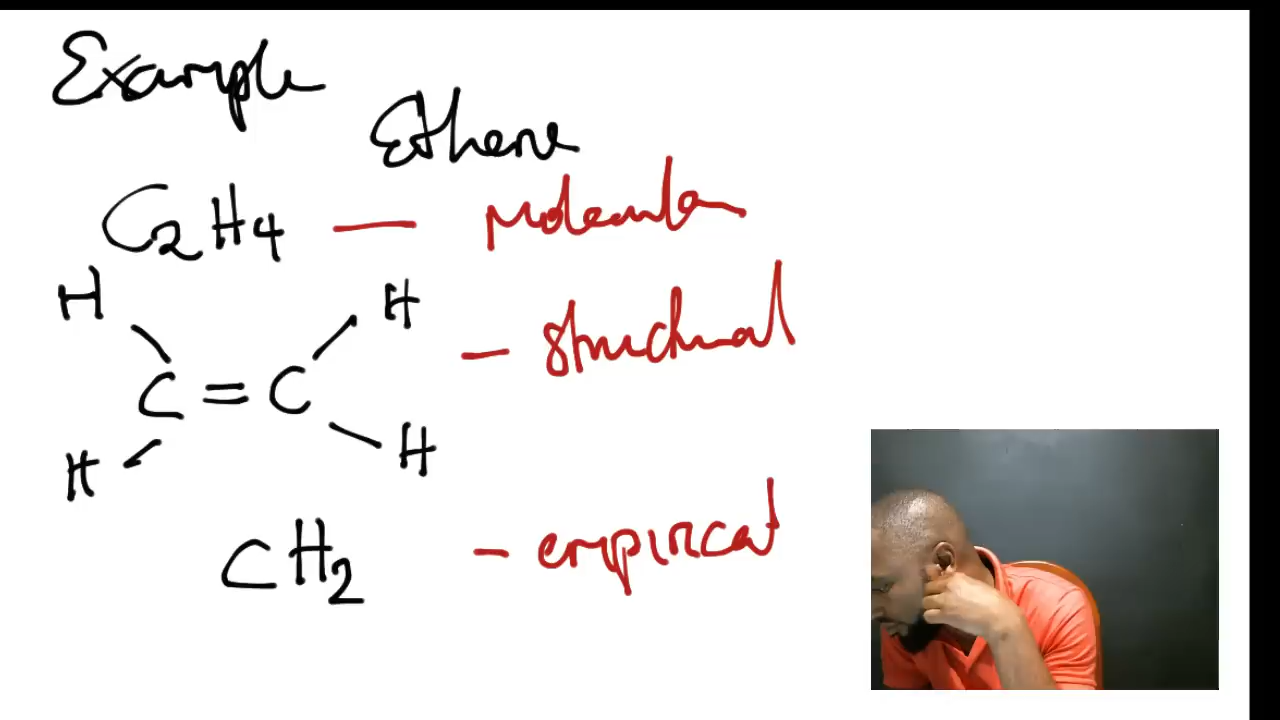 Example
Ethene
C2H4 — Molecular
H H
- structural
C = C
H H
CH2 - empirical